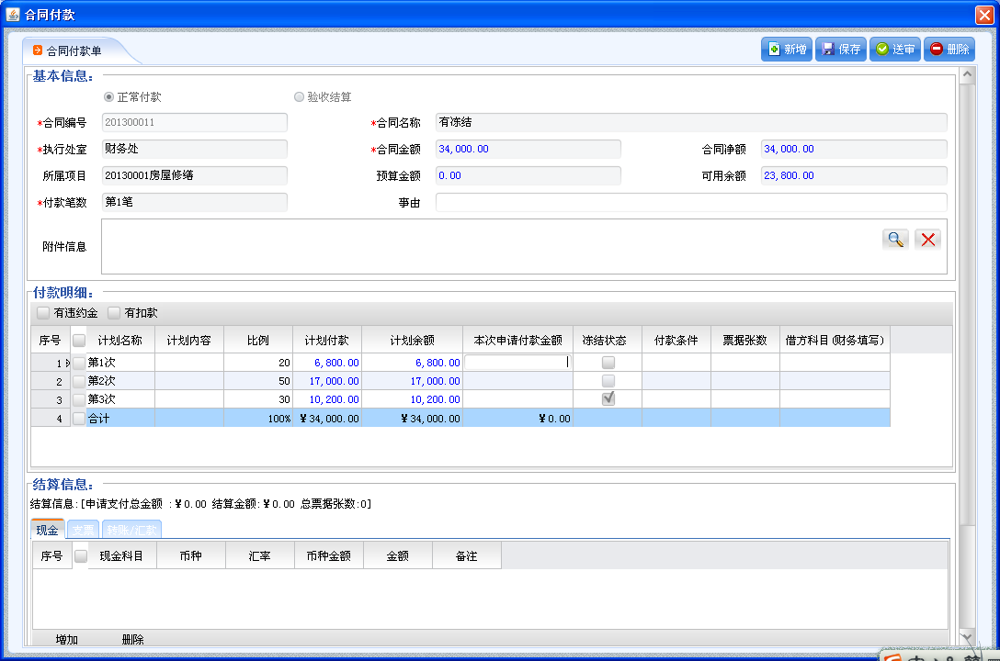 合同付款
合同付款单
新增 保存 送审 删除
基本信息:
正常付款 验收结算
*合同编号 201300011 *合同名称 有冻结
*执行处室 财务处 *合同金额 34,000.00 合同净额 34,000.00
所属项目 20130001房屋修缮 预算金额 0.00 可用余额 23,800.00
*付款笔数 第1笔 事由
附件信息
付款明细:
有违约金 有扣款
序号 计划名称 计划内容 比例 计划付款 计划余额 本次申请付款金额 冻结状态 付款条件 票据张数 借方科目(财务填写)
1 第1次 20 6,800.00 6,800.00
2 第2次 50 17,000.00 17,000.00
3 第3次 30 10,200.00 10,200.00
4 合计 100% ¥34,000.00 ¥34,000.00 ¥0.00
结算信息:
结算信息:[申请支付总金额 :¥0.00 结算金额:¥0.00 总票据张数:0]
现金 支票 转账/汇款
序号 现金科目 币种 汇率 币种金额 金额 备注
增加 删除